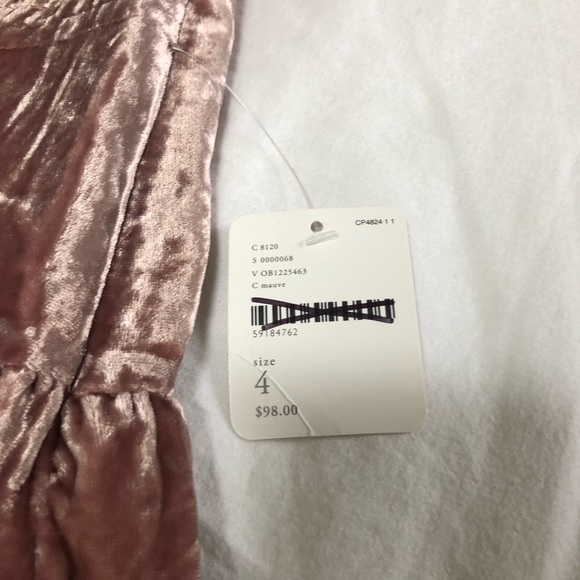 CP4824 1 1
C 8120
S 0000068
V OB1225463
C mauve
59184762
size
4
$98.00